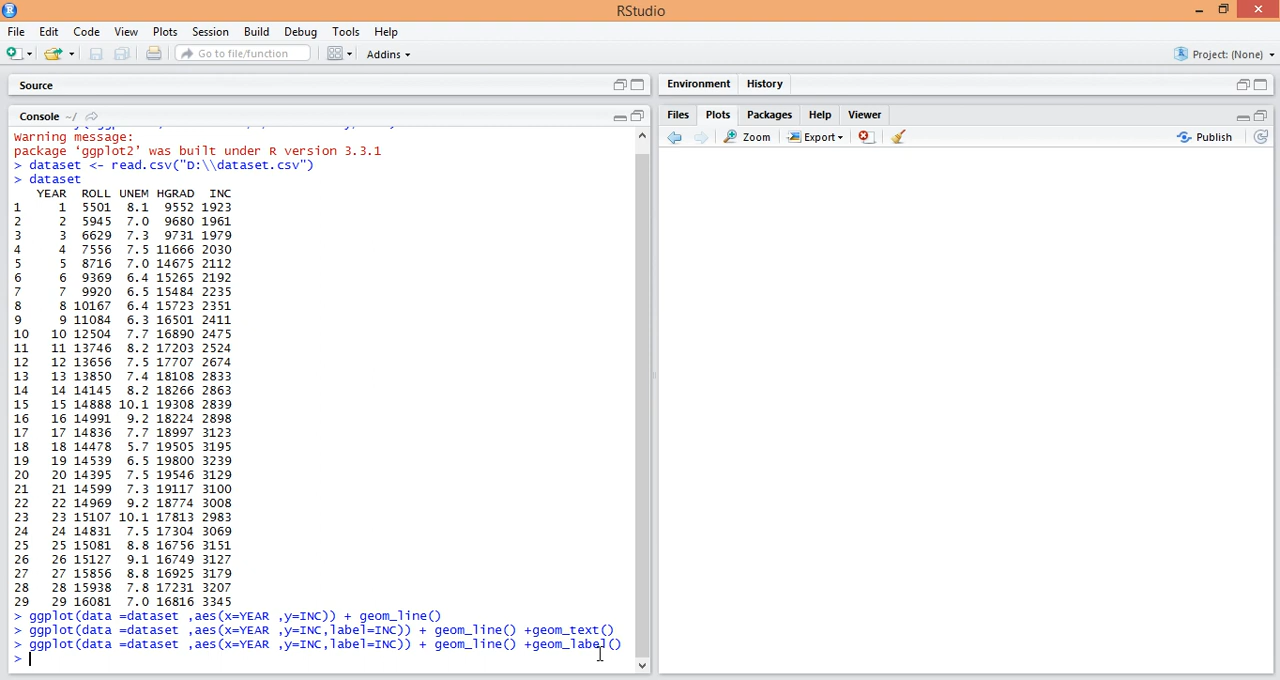 RStudio
File Edit Code View Plots Session Build Debug Tools Help
Go to file/function Addins Project: (None)
Source
Console ~/
Warning message:
package ‘ggplot2’ was built under R version 3.3.1
> dataset <- read.csv("D:\\dataset.csv")
> dataset
YEAR ROLL UNEM HGRAD INC
1 1 5501 8.1 9552 1923
2 2 5945 7.0 9680 1961
3 3 6629 7.3 9731 1979
4 4 7556 7.5 11666 2030
5 5 8716 7.0 14675 2112
6 6 9369 6.4 15265 2192
7 7 9920 6.5 15484 2235
8 8 10167 6.4 15723 2351
9 9 11084 6.3 16501 2411
10 10 12504 7.7 16890 2475
11 11 13746 8.2 17203 2524
12 12 13656 7.5 17707 2674
13 13 13850 7.4 18108 2833
14 14 14145 8.2 18266 2863
15 15 14888 10.1 19308 2839
16 16 14991 9.2 18224 2898
17 17 14836 7.7 18997 3123
18 18 14478 5.7 19505 3195
19 19 14539 6.5 19800 3239
20 20 14395 7.5 19546 3129
21 21 14599 7.3 19117 3100
22 22 14969 9.2 18774 3008
23 23 15107 10.1 17813 2983
24 24 14831 7.5 17304 3069
25 25 15081 8.8 16756 3151
26 26 15127 9.1 16749 3127
27 27 15856 8.8 16925 3179
28 28 15938 7.8 17231 3207
29 29 16081 7.0 16816 3345
> ggplot(data =dataset ,aes(x=YEAR ,y=INC)) + geom_line()
> ggplot(data =dataset ,aes(x=YEAR ,y=INC,label=INC)) + geom_line() +geom_text()
> ggplot(data =dataset ,aes(x=YEAR ,y=INC,label=INC)) + geom_line() +geom_label()
>
Environment History
Files Plots Packages Help Viewer
Zoom Export Publish